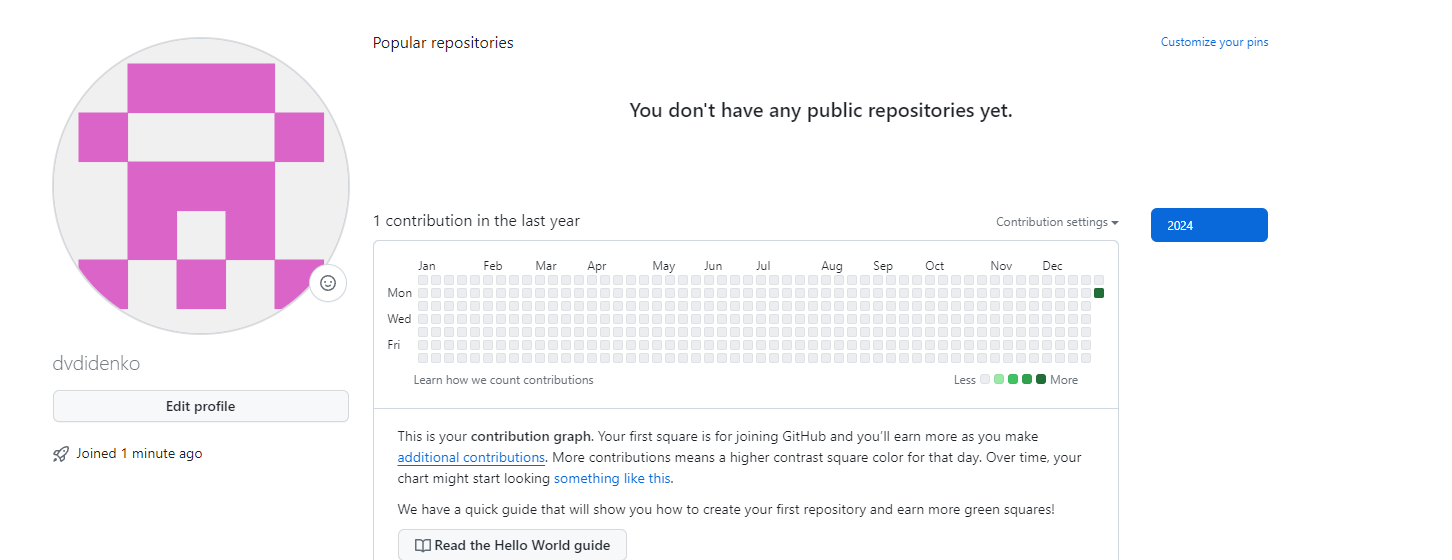 Popular repositories
Customize your pins
You don't have any public repositories yet.
1 contribution in the last year
Contribution settings
2024
Jan Feb Mar Apr May Jun Jul Aug Sep Oct Nov Dec
Mon
Wed
Fri
Learn how we count contributions
Less More
dvdidenko
Edit profile
Joined 1 minute ago
This is your contribution graph. Your first square is for joining GitHub and you'll earn more as you make
additional contributions. More contributions means a higher contrast square color for that day. Over time, your
chart might start looking something like this.
We have a quick guide that will show you how to create your first repository and earn more green squares!
Read the Hello World guide